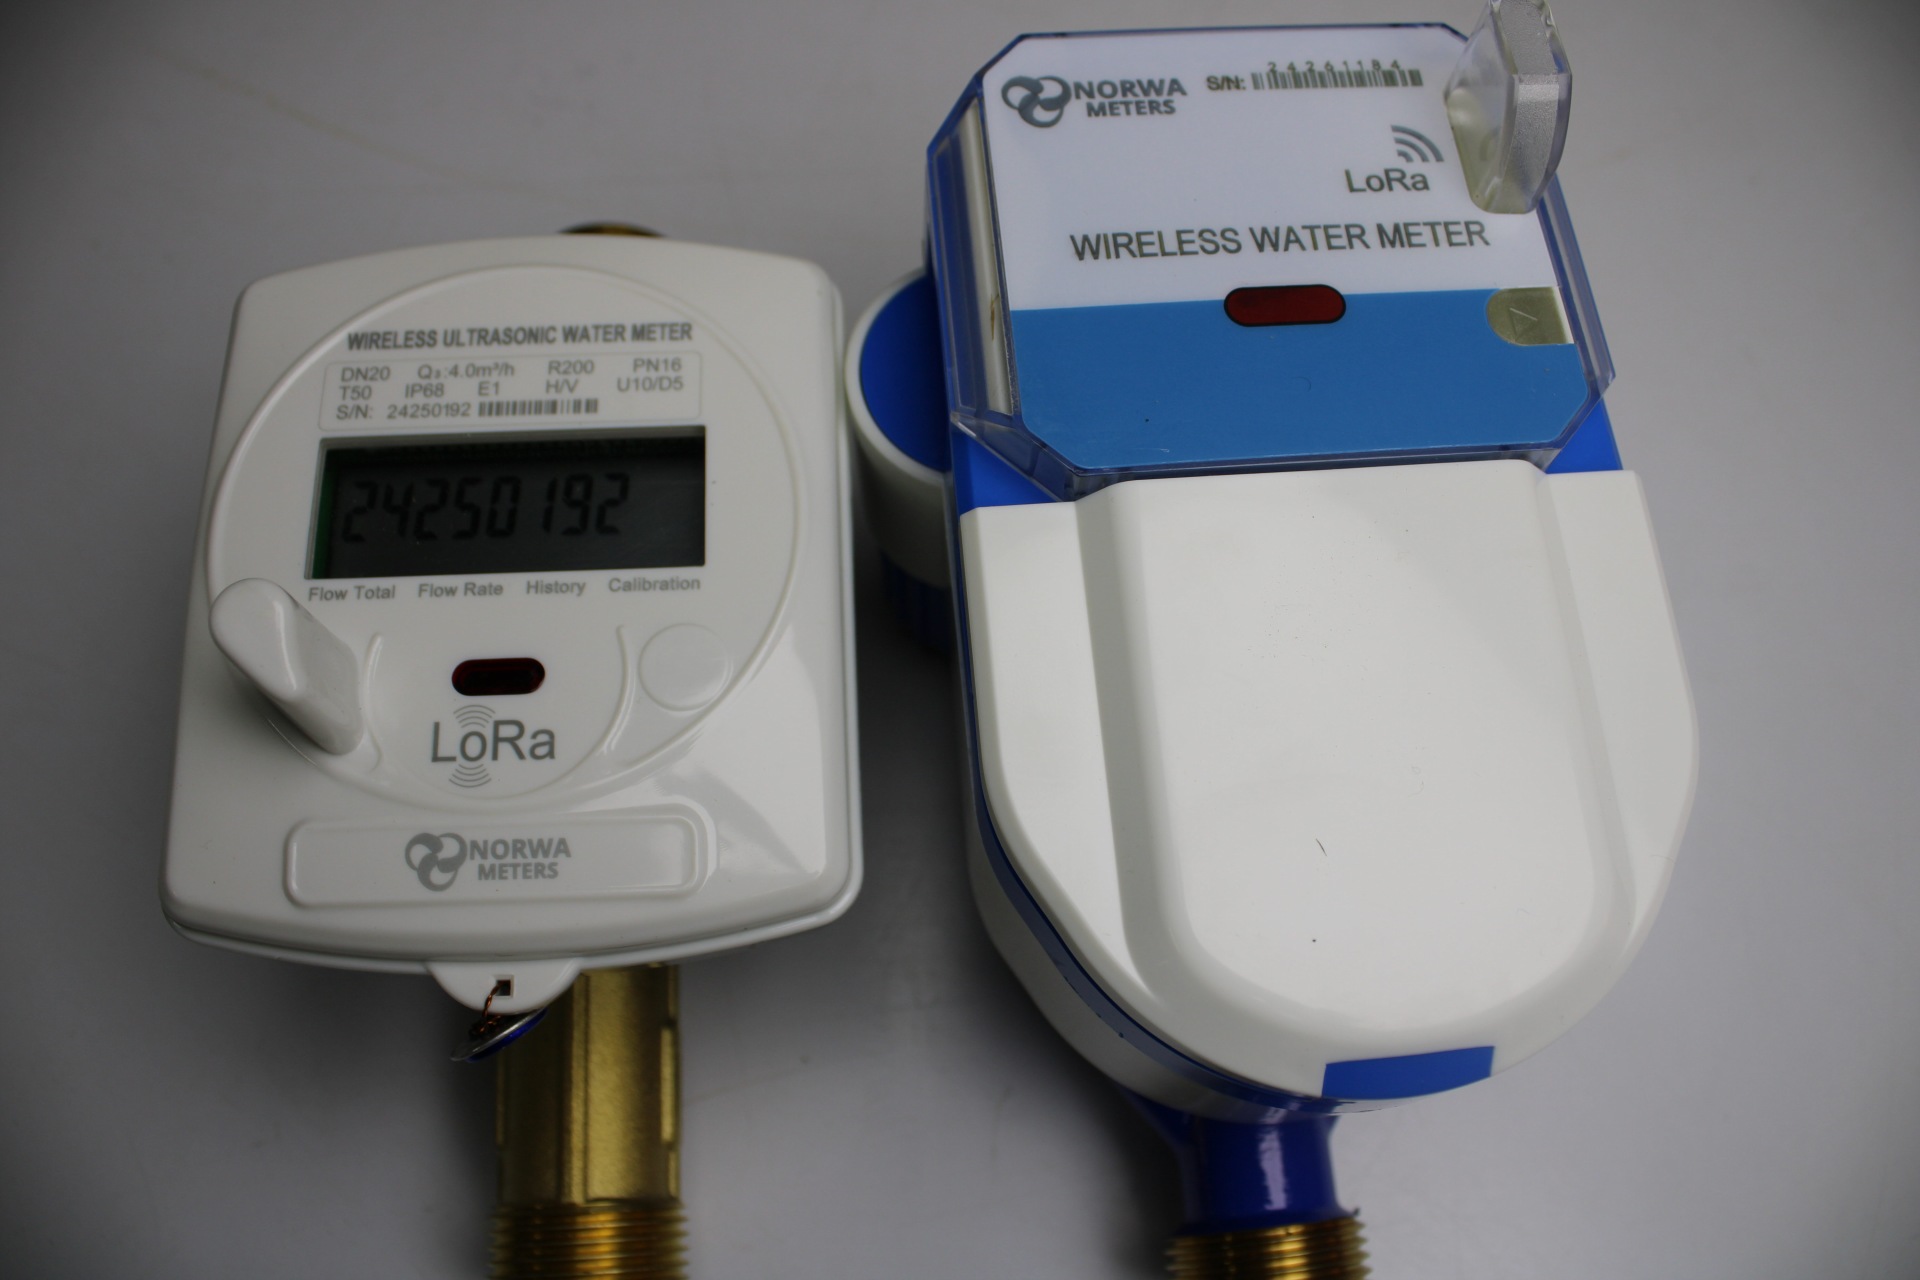 WIRELESS ULTRASONIC WATER METER
DN20 Q₃:4.0m³/h R200 PN16
T50 IP68 E1 H/V U10/D5
S/N: 24250192
24250192
Flow Total Flow Rate History Calibration
LoRa
NORWA
METERS
NORWA
METERS
S/N: 24241184
LoRa
WIRELESS WATER METER